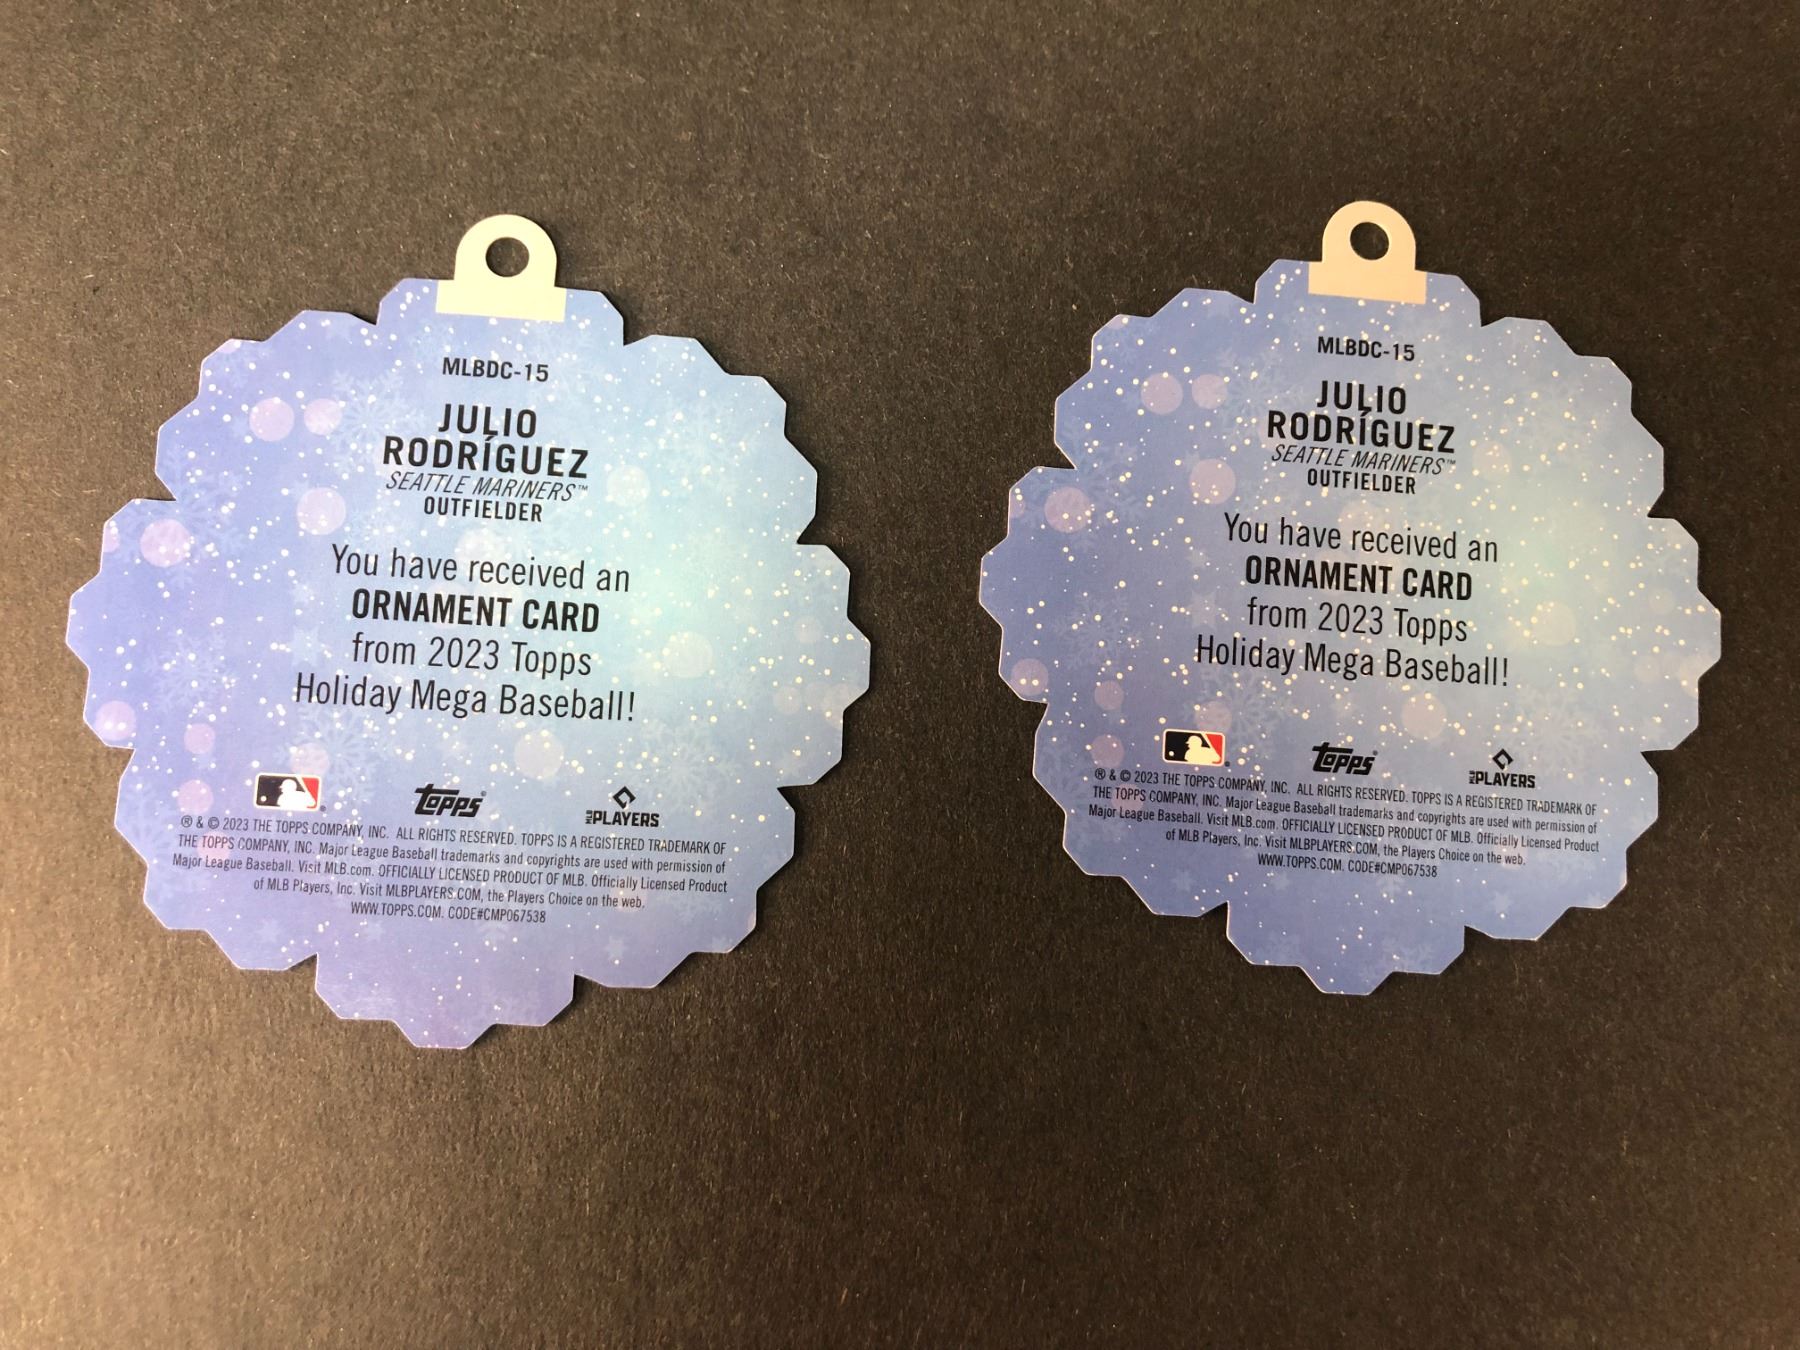 MLBDC-15
JULIO
RODRÍGUEZ
SEATTLE MARINERS™
OUTFIELDER
You have received an
ORNAMENT CARD
from 2023 Topps
Holiday Mega Baseball!
® topps® MLB PLAYERS
® & © 2023 THE TOPPS COMPANY, INC. ALL RIGHTS RESERVED. TOPPS IS A REGISTERED TRADEMARK OF
THE TOPPS COMPANY, INC. Major League Baseball trademarks and copyrights are used with permission of
Major League Baseball. Visit MLB.com. OFFICIALLY LICENSED PRODUCT OF MLB. Officially Licensed Product
of MLB Players, Inc. Visit MLBPLAYERS.COM, the Players Choice on the web.
WWW.TOPPS.COM. CODE#CMP067538
MLBDC-15
JULIO
RODRÍGUEZ
SEATTLE MARINERS™
OUTFIELDER
You have received an
ORNAMENT CARD
from 2023 Topps
Holiday Mega Baseball!
® topps® MLB PLAYERS
® & © 2023 THE TOPPS COMPANY, INC. ALL RIGHTS RESERVED. TOPPS IS A REGISTERED TRADEMARK OF
THE TOPPS COMPANY, INC. Major League Baseball trademarks and copyrights are used with permission of
Major League Baseball. Visit MLB.com. OFFICIALLY LICENSED PRODUCT OF MLB. Officially Licensed Product
of MLB Players, Inc. Visit MLBPLAYERS.COM, the Players Choice on the web.
WWW.TOPPS.COM. CODE#CMP067538